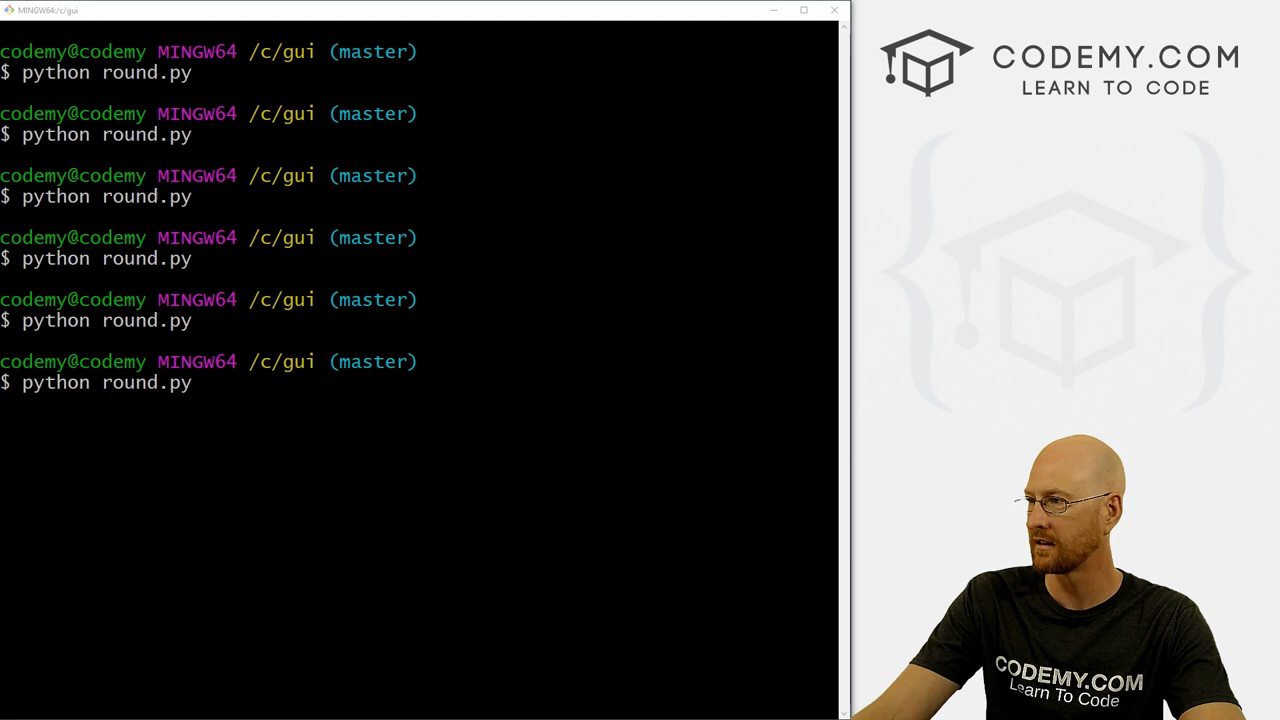 MINGW64:/c/gui
codemy@codemy MINGW64 /c/gui (master)
$ python round.py
codemy@codemy MINGW64 /c/gui (master)
$ python round.py
codemy@codemy MINGW64 /c/gui (master)
$ python round.py
codemy@codemy MINGW64 /c/gui (master)
$ python round.py
codemy@codemy MINGW64 /c/gui (master)
$ python round.py
codemy@codemy MINGW64 /c/gui (master)
$ python round.py
CODEMY.COM
LEARN TO CODE
CODEMY.COM
Learn To Code